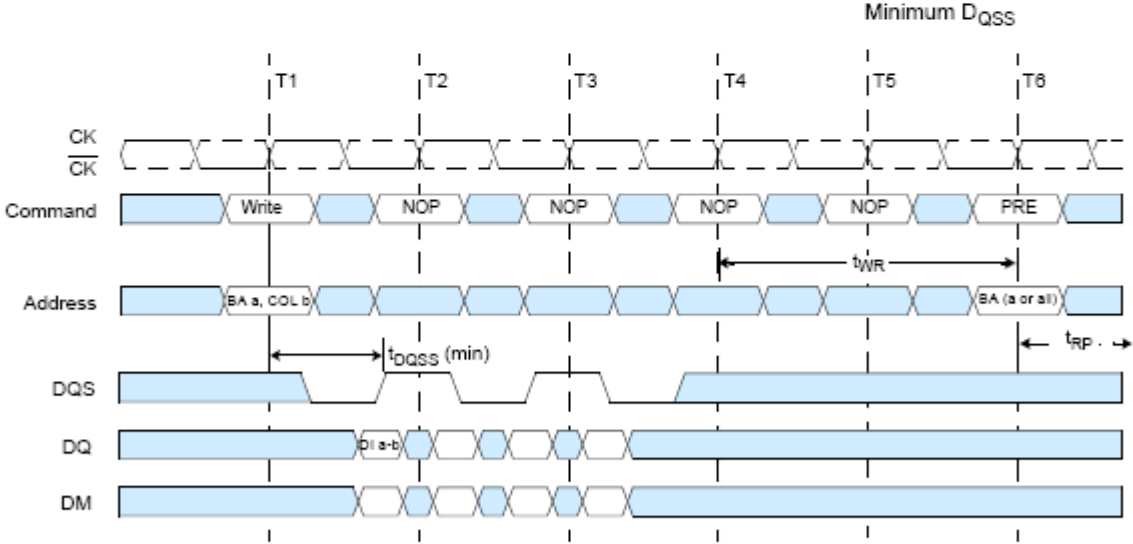 Minimum DQSS
T1 T2 T3 T4 T5 T6
CK
CK
Command Write NOP NOP NOP NOP PRE
tWR
Address BA a, COL b BA (a or all)
tDQSS (min) tRP
DQS
DQ DI a-b
DM